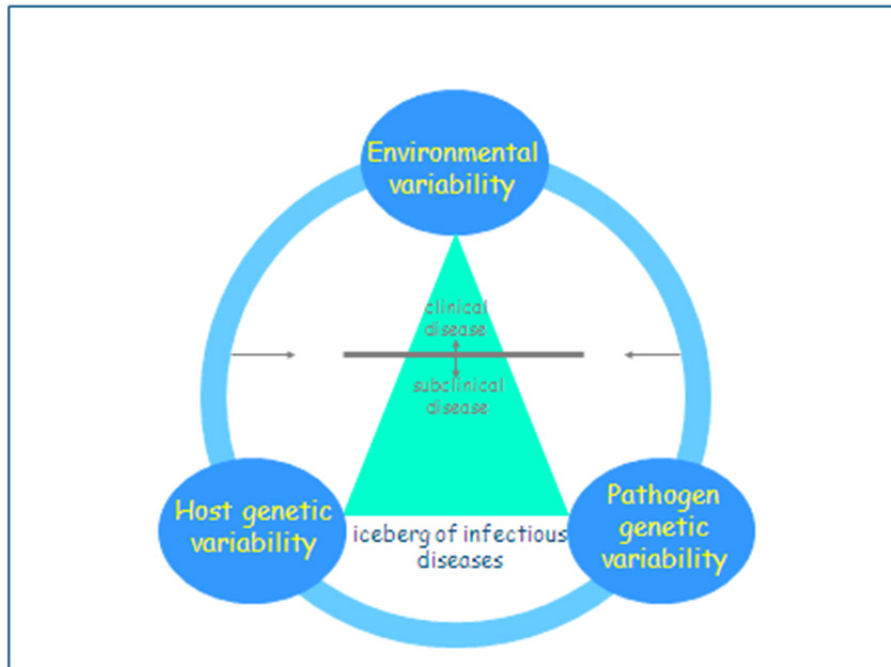 Environmental
variability
clinical
disease
subclinical
disease
Host genetic
variability
iceberg of infectious
diseases
Pathogen
genetic
variability